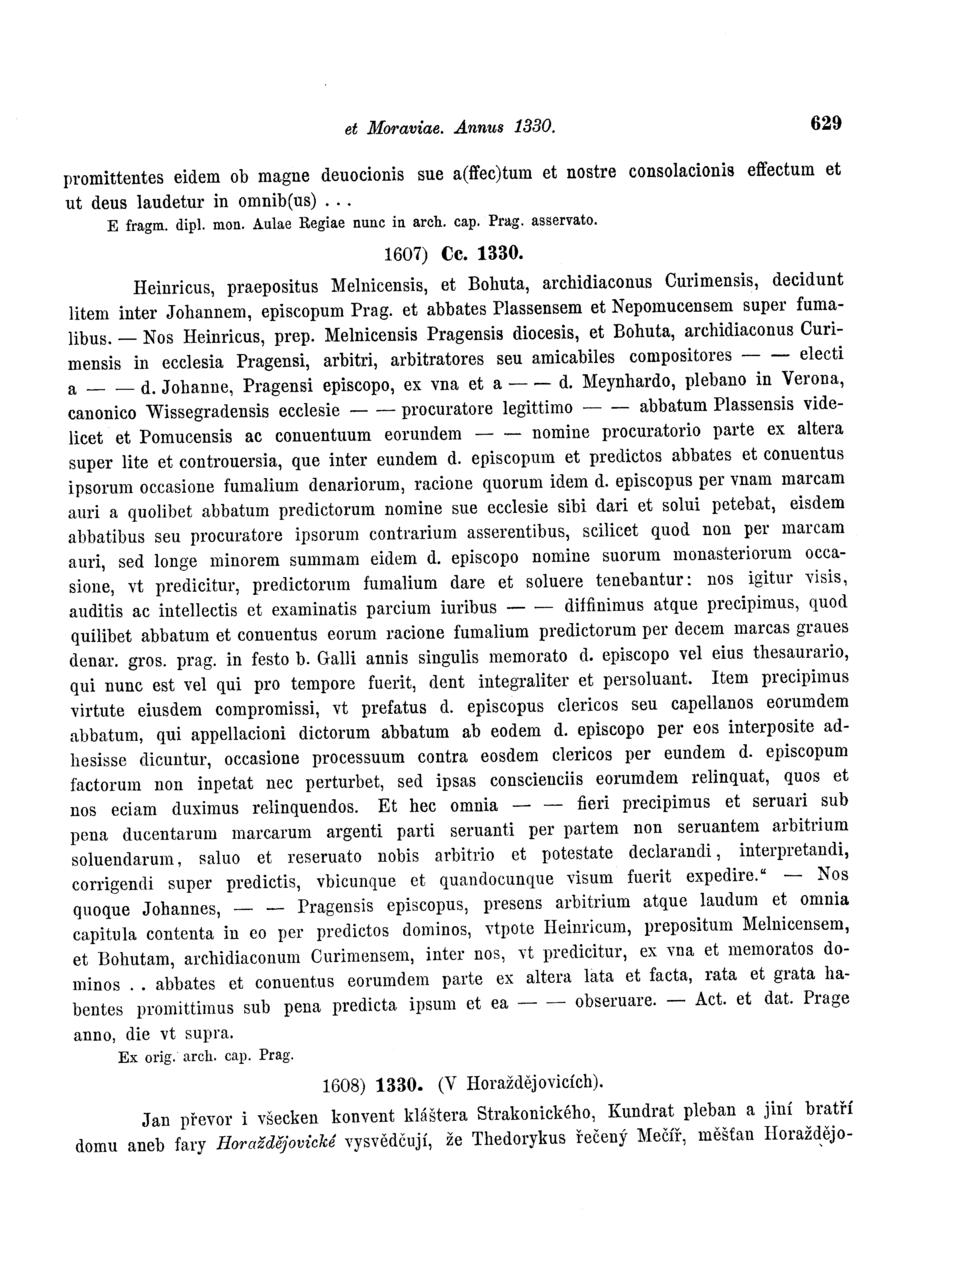 et Moraviae. Annus 1330. 629
promittentes eidem ob magne deuocionis sue a(ffec)tum et nostre consolacionis effectum et
ut deus laudetur in omnib(us) . . .
E fragm. dipl. mon. Aulae Regiae nunc in arch. cap. Prag. asservato.
1607) Cc. 1330.
Heinricus, praepositus Melnicensis, et Bohuta, archidiaconus Curimensis, decidunt
litem inter Johannem, episcopum Prag. et abbates Plassensem et Nepomucensem super fuma-
libus. — Nos Heinricus, prep. Melnicensis Pragensis diocesis, et Bohuta, archidiaconus Curi-
mensis in ecclesia Pragensi, arbitri, arbitratores seu amicabiles compositores — — electi
a — — d. Johanne, Pragensi episcopo, ex vna et a — — d. Meynhardo, plebano in Verona,
canonico Wissegradensis ecclesie — — procuratore legittimo — — abbatum Plassensis vide-
licet et Pomucensis ac conuentuum eorundem — — nomine procuratorio parte ex altera
super lite et controuersia, que inter eundem d. episcopum et predictos abbates et conuentus
ipsorum occasione fumalium denariorum, racione quorum idem d. episcopus per vnam marcam
auri a quolibet abbatum predictorum nomine sue ecclesie sibi dari et solui petebat, eisdem
abbatibus seu procuratore ipsorum contrarium asserentibus, scilicet quod non per marcam
auri, sed longe minorem summam eidem d. episcopo nomine suorum monasteriorum occa-
sione, vt predicitur, predictorum fumalium dare et soluere tenebantur: nos igitur visis,
auditis ac intellectis et examinatis parcium iuribus — — diffinimus atque precipimus, quod
quilibet abbatum et conuentus eorum racione fumalium predictorum per decem marcas graues
denar. gros. prag. in festo b. Galli annis singulis memorato d. episcopo vel eius thesaurario,
qui nunc est vel qui pro tempore fuerit, dent integraliter et persoluant. Item precipimus
virtute eiusdem compromissi, vt prefatus d. episcopus clericos seu capellanos eorumdem
abbatum, qui appellacioni dictorum abbatum ab eodem d. episcopo per eos interposite ad-
hesisse dicuntur, occasione processuum contra eosdem clericos per eundem d. episcopum
factorum non inpetat nec perturbet, sed ipsas conscienciis eorumdem relinquat, quos et
nos eciam duximus relinquendos. Et hec omnia — — fieri precipimus et seruari sub
pena ducentarum marcarum argenti parti seruanti per partem non seruantem arbitrium
soluendarum, saluo et reseruato nobis arbitrio et potestate declarandi, interpretandi,
corrigendi super predictis, vbicunque et quandocunque visum fuerit expedire.“ — Nos
quoque Johannes, — — Pragensis episcopus, presens arbitrium atque laudum et omnia
capitula contenta in eo per predictos dominos, vtpote Heinricum, prepositum Melnicensem,
et Bohutam, archidiaconum Curimensem, inter nos, vt predicitur, ex vna et memoratos do-
minos . . abbates et conuentus eorumdem parte ex altera lata et facta, rata et grata ha-
bentes promittimus sub pena predicta ipsum et ea — — obseruare. — Act. et dat. Prage
anno, die vt supra.
Ex orig. arch. cap. Prag.
1608) 1330. (V Horaždějovicích).
Jan převor i všecken konvent kláštera Strakonického, Kundrat pleban a jiní bratří
domu aneb fary Horaždějovické vysvědčují, že Thedorykus řečený Mečíř, měšťan Horaždějo-